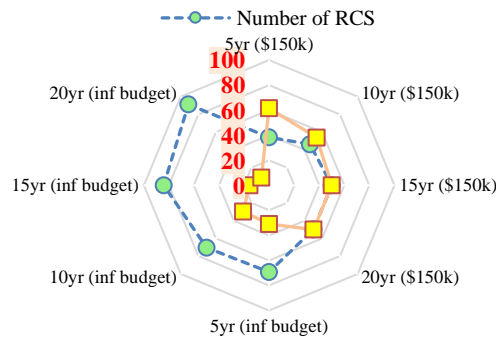 Number of RCS
5yr ($150k)
100
80
60
40
20
0
10yr ($150k)
15yr ($150k)
20yr ($150k)
5yr (inf budget)
10yr (inf budget)
15yr (inf budget)
20yr (inf budget)